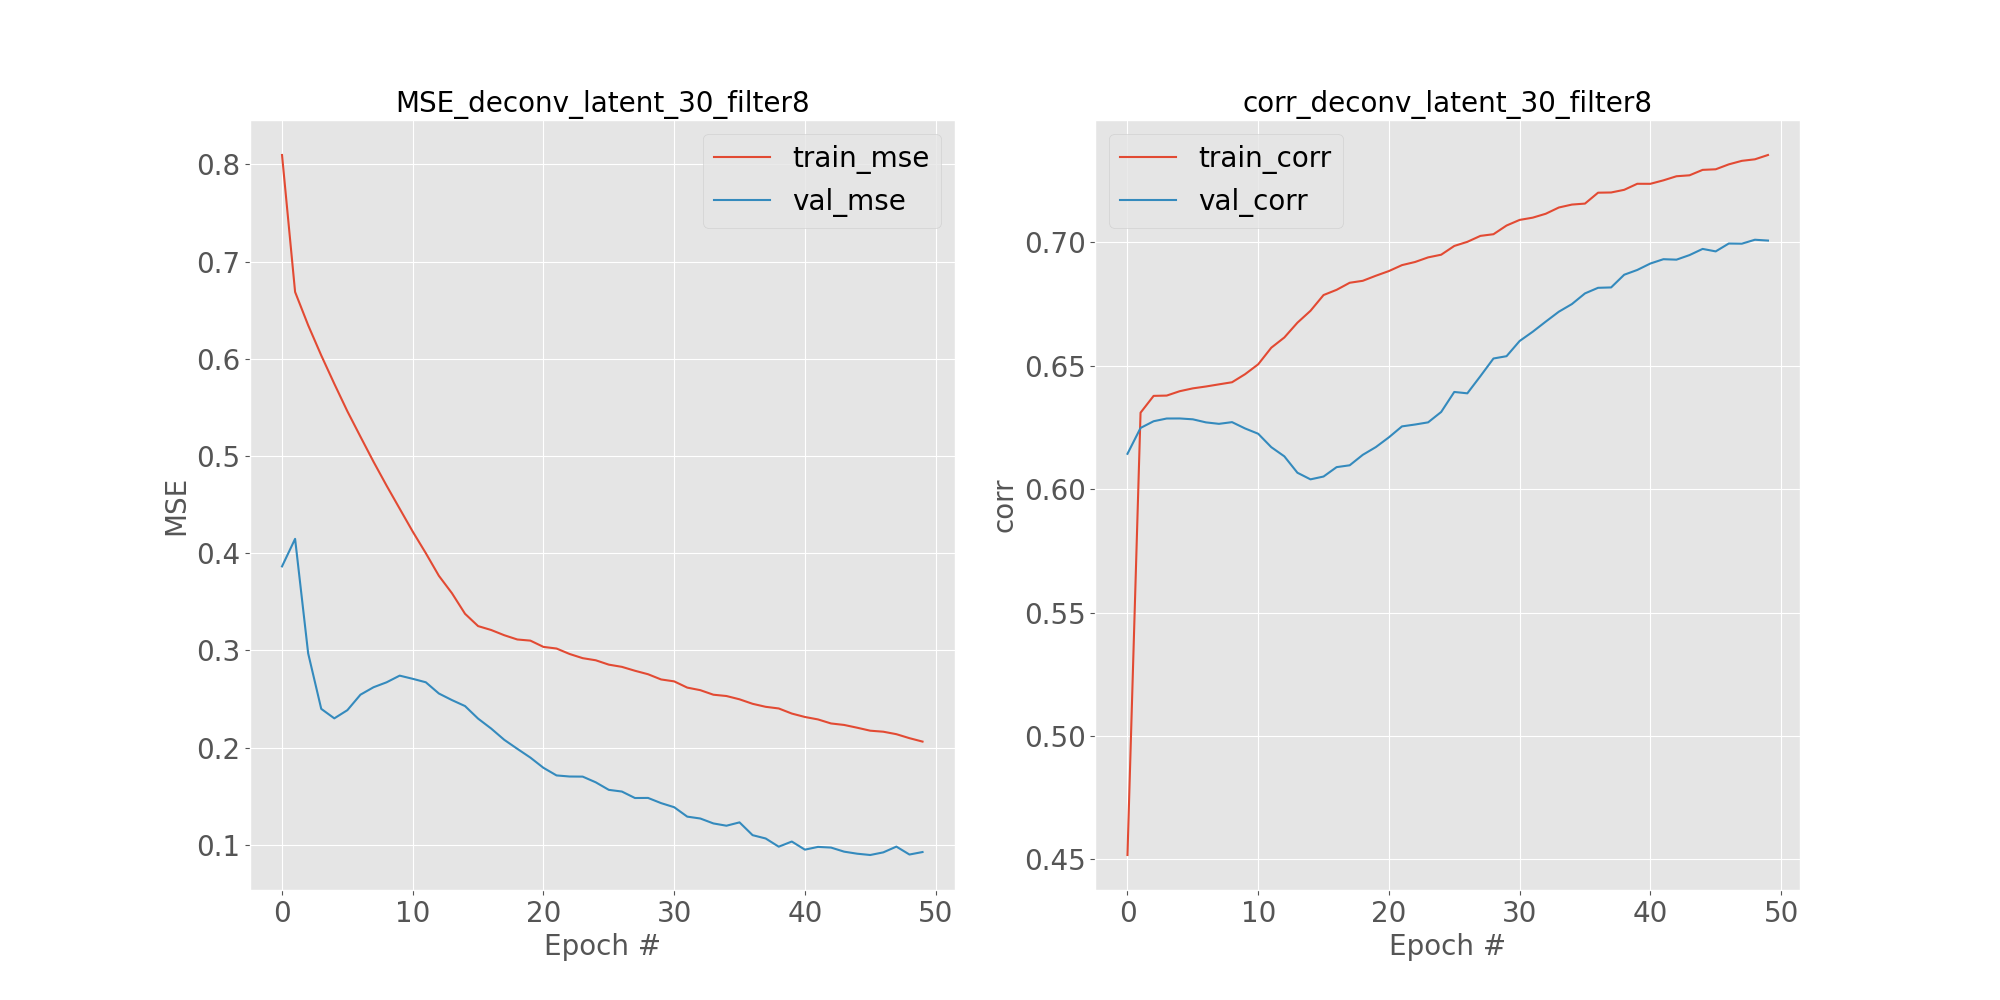 MSE_deconv_latent_30_filter8
train_mse
val_mse
0.8
0.7
0.6
0.5
0.4
0.3
0.2
0.1
MSE
0 10 20 30 40 50
Epoch #
corr_deconv_latent_30_filter8
train_corr
val_corr
0.70
0.65
0.60
0.55
0.50
0.45
corr
0 10 20 30 40 50
Epoch #